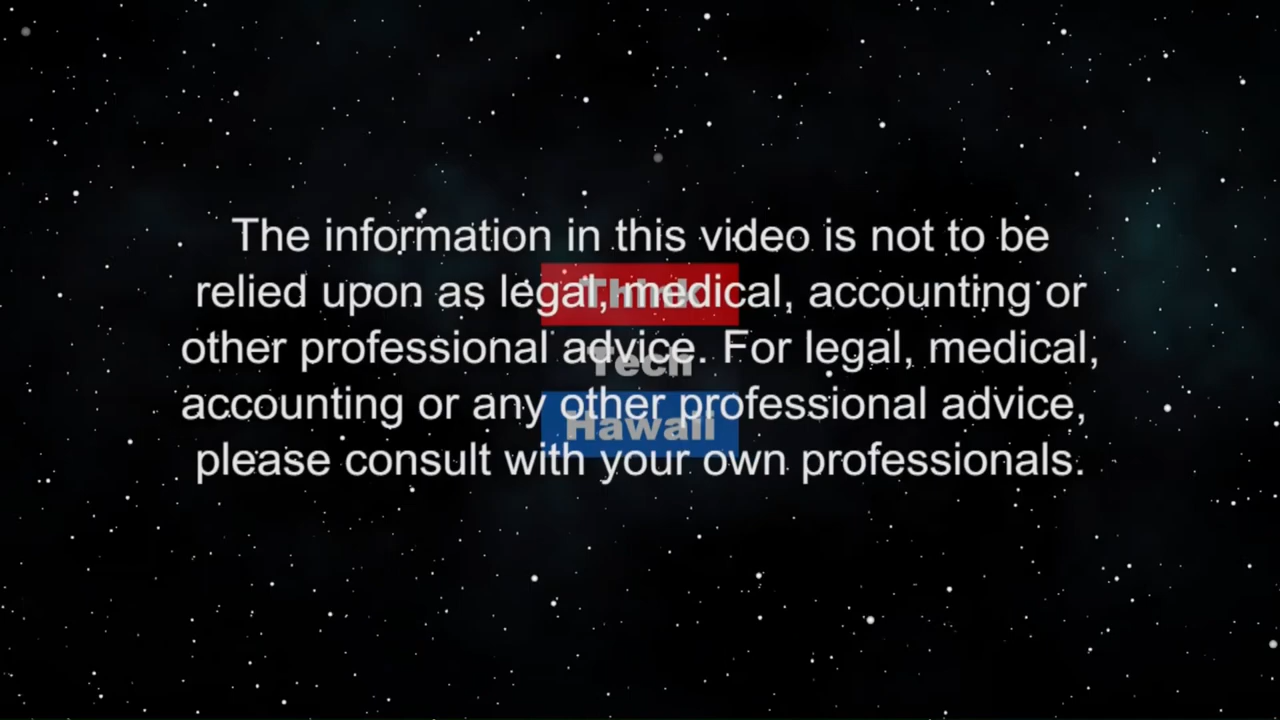 The information in this video is not to be
relied upon as legal, medical, accounting or
other professional advice. For legal, medical,
accounting or any other professional advice,
please consult with your own professionals.
Think
Tech
Hawaii